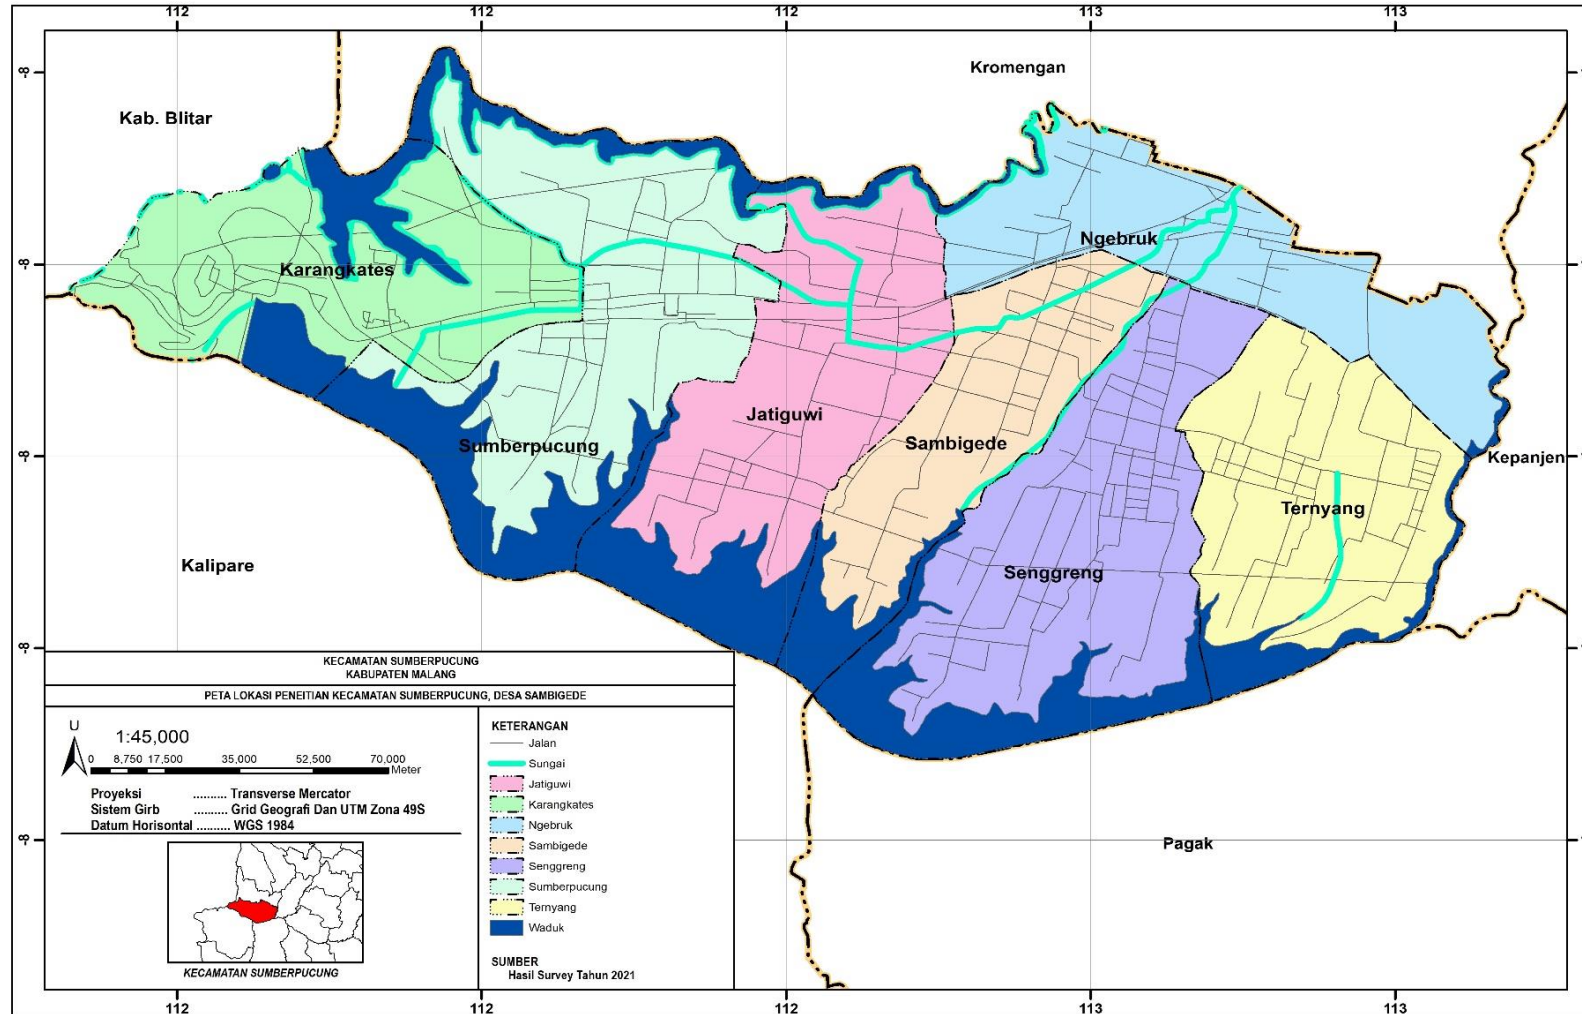 112 112 112 113 113
-8
Kromengan
Kab. Blitar
Ngebruk
-8
Karangkates
Jatiguwi
Sambigede
Sumberpucung
-8
Kepanjen
Ternyang
Kalipare
Senggreng
-8
KECAMATAN SUMBERPUCUNG
KABUPATEN MALANG
PETA LOKASI PENEITIAN KECAMATAN SUMBERPUCUNG, DESA SAMBIGEDE
U
1:45,000
0 8,750 17,500 35,000 52,500 70,000
Meter
Proyeksi .......... Transverse Mercator
Sistem Girb .......... Grid Geografi Dan UTM Zona 49S
Datum Horisontal .......... WGS 1984
KECAMATAN SUMBERPUCUNG
KETERANGAN
Jalan
Sungai
Jatiguwi
Karangkates
Ngebruk
Sambigede
Senggreng
Sumberpucung
Ternyang
Waduk
SUMBER
Hasil Survey Tahun 2021
-8
Pagak
112 112 112 113 113